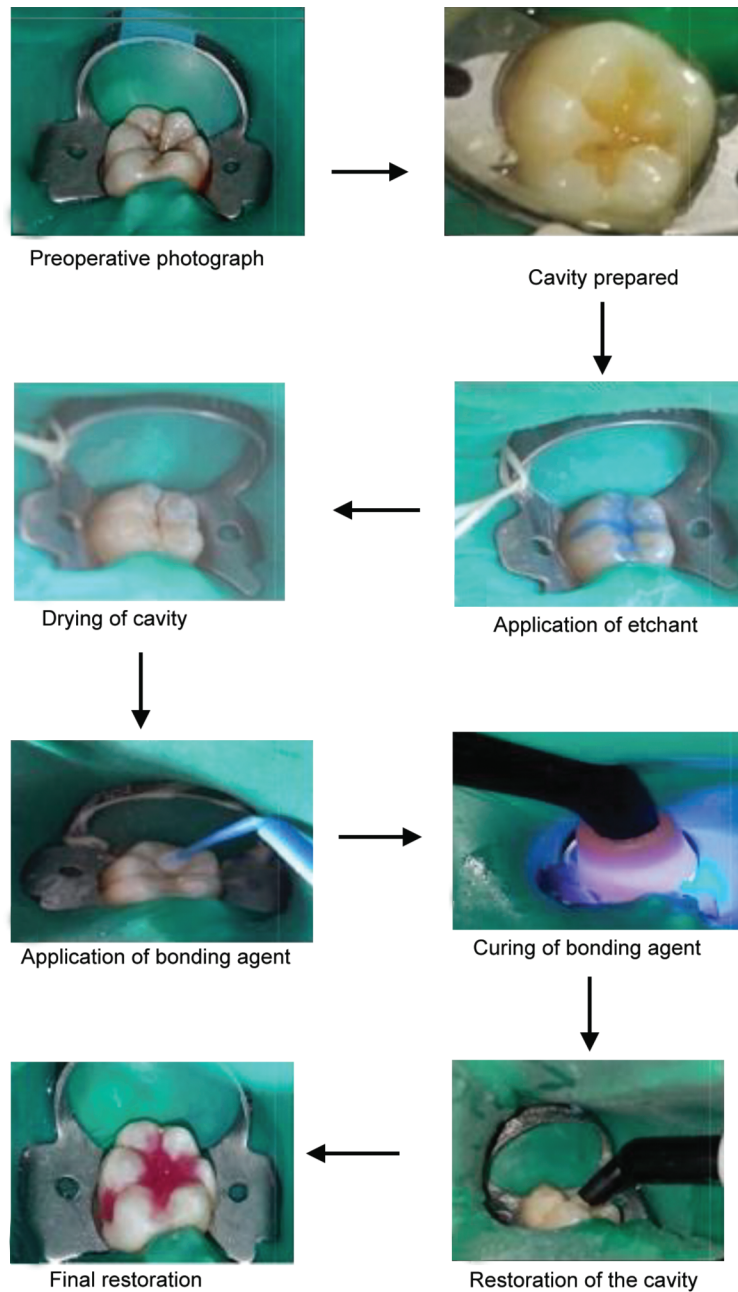 Preoperative photograph
Cavity prepared
Application of etchant
Drying of cavity
Application of bonding agent
Curing of bonding agent
Restoration of the cavity
Final restoration